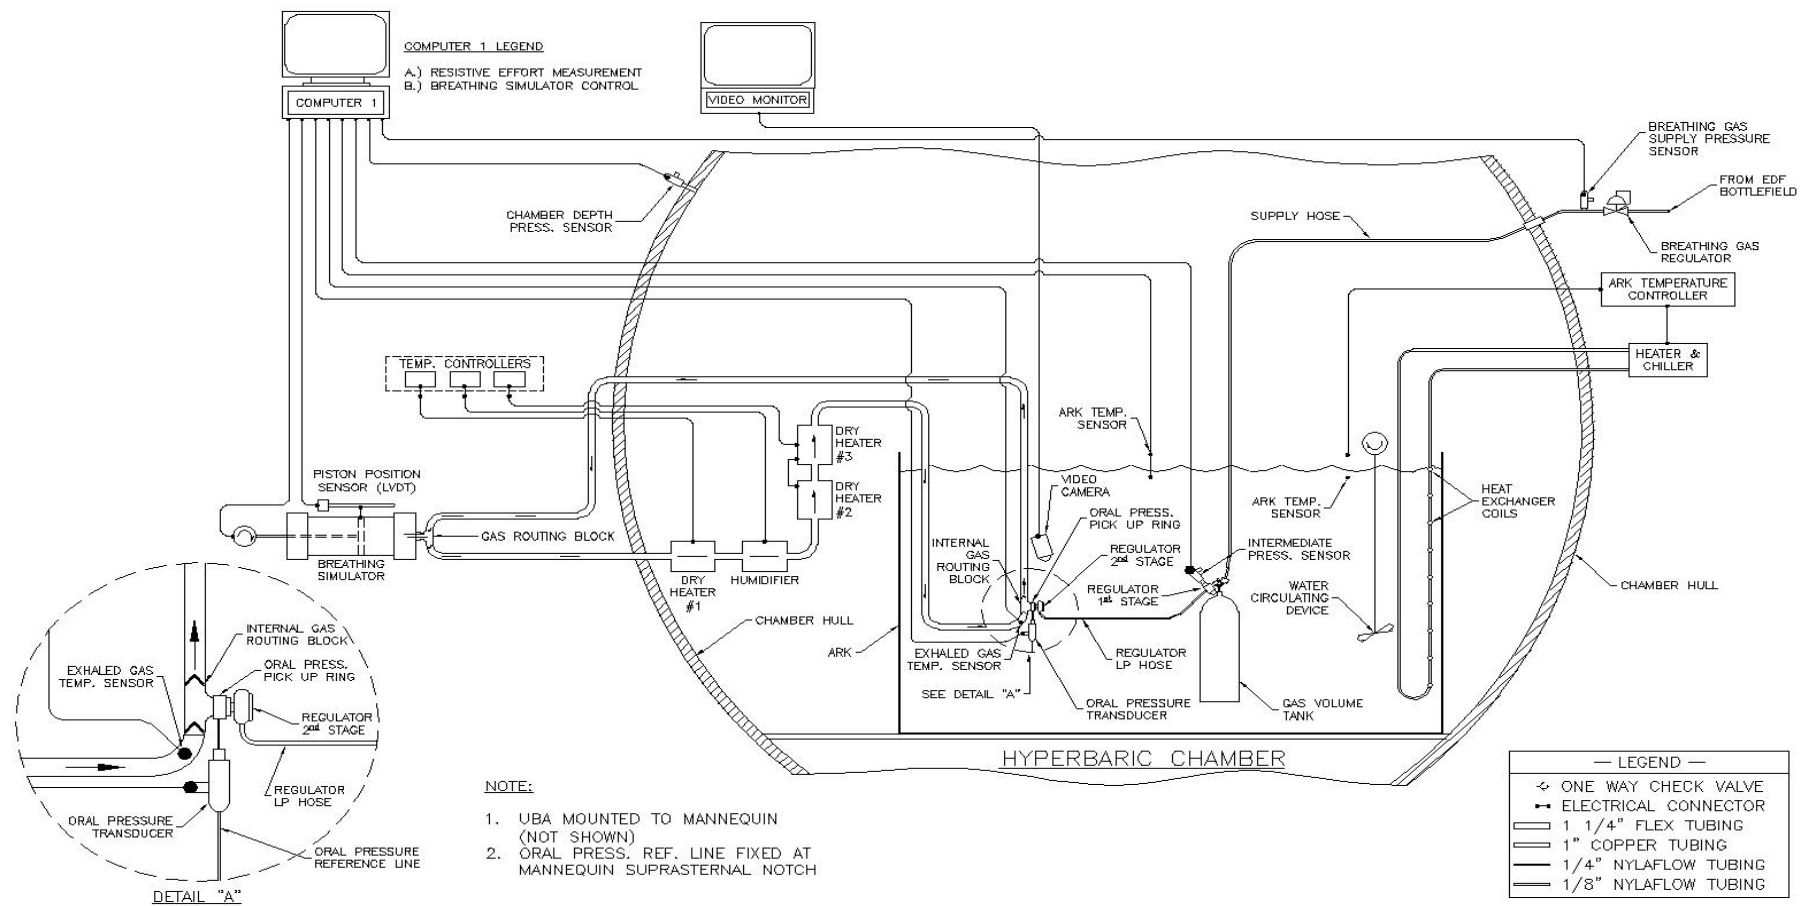 COMPUTER 1 LEGEND
A.) RESISTIVE EFFORT MEASUREMENT
B.) BREATHING SIMULATOR CONTROL
COMPUTER 1
VIDEO MONITOR
BREATHING GAS
SUPPLY PRESSURE
SENSOR
FROM EDF
BOTTLEFIELD
CHAMBER DEPTH
PRESS. SENSOR
SUPPLY HOSE
BREATHING GAS
REGULATOR
ARK TEMPERATURE
CONTROLLER
HEATER &
CHILLER
TEMP. CONTROLLERS
ARK TEMP.
SENSOR
DRY
HEATER
#3
DRY
HEATER
#2
PISTON POSITION
SENSOR (LVDT)
VIDEO
CAMERA
ARK TEMP.
SENSOR
HEAT
EXCHANGER
COILS
ORAL PRESS.
PICK UP RING
GAS ROUTING BLOCK
INTERNAL
GAS
ROUTING
BLOCK
REGULATOR
2nd STAGE
INTERMEDIATE
PRESS. SENSOR
BREATHING
SIMULATOR
DRY
HEATER
#1
HUMIDIFIER
REGULATOR
1st STAGE
WATER
CIRCULATING
DEVICE
CHAMBER HULL
CHAMBER HULL
ARK
EXHALED GAS
TEMP. SENSOR
REGULATOR
LP HOSE
SEE DETAIL "A"
ORAL PRESSURE
TRANSDUCER
GAS VOLUME
TANK
INTERNAL GAS
ROUTING BLOCK
EXHALED GAS
TEMP. SENSOR
ORAL PRESS.
PICK UP RING
REGULATOR
2nd STAGE
REGULATOR
LP HOSE
ORAL PRESSURE
TRANSDUCER
ORAL PRESSURE
REFERENCE LINE
DETAIL "A"
HYPERBARIC CHAMBER
NOTE:
1. UBA MOUNTED TO MANNEQUIN
(NOT SHOWN)
2. ORAL PRESS. REF. LINE FIXED AT
MANNEQUIN SUPRASTERNAL NOTCH
— LEGEND —
ONE WAY CHECK VALVE
ELECTRICAL CONNECTOR
1 1/4" FLEX TUBING
1" COPPER TUBING
1/4" NYLAFLOW TUBING
1/8" NYLAFLOW TUBING